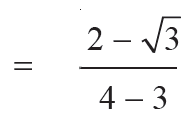 = (2 − √3) / (4 − 3)